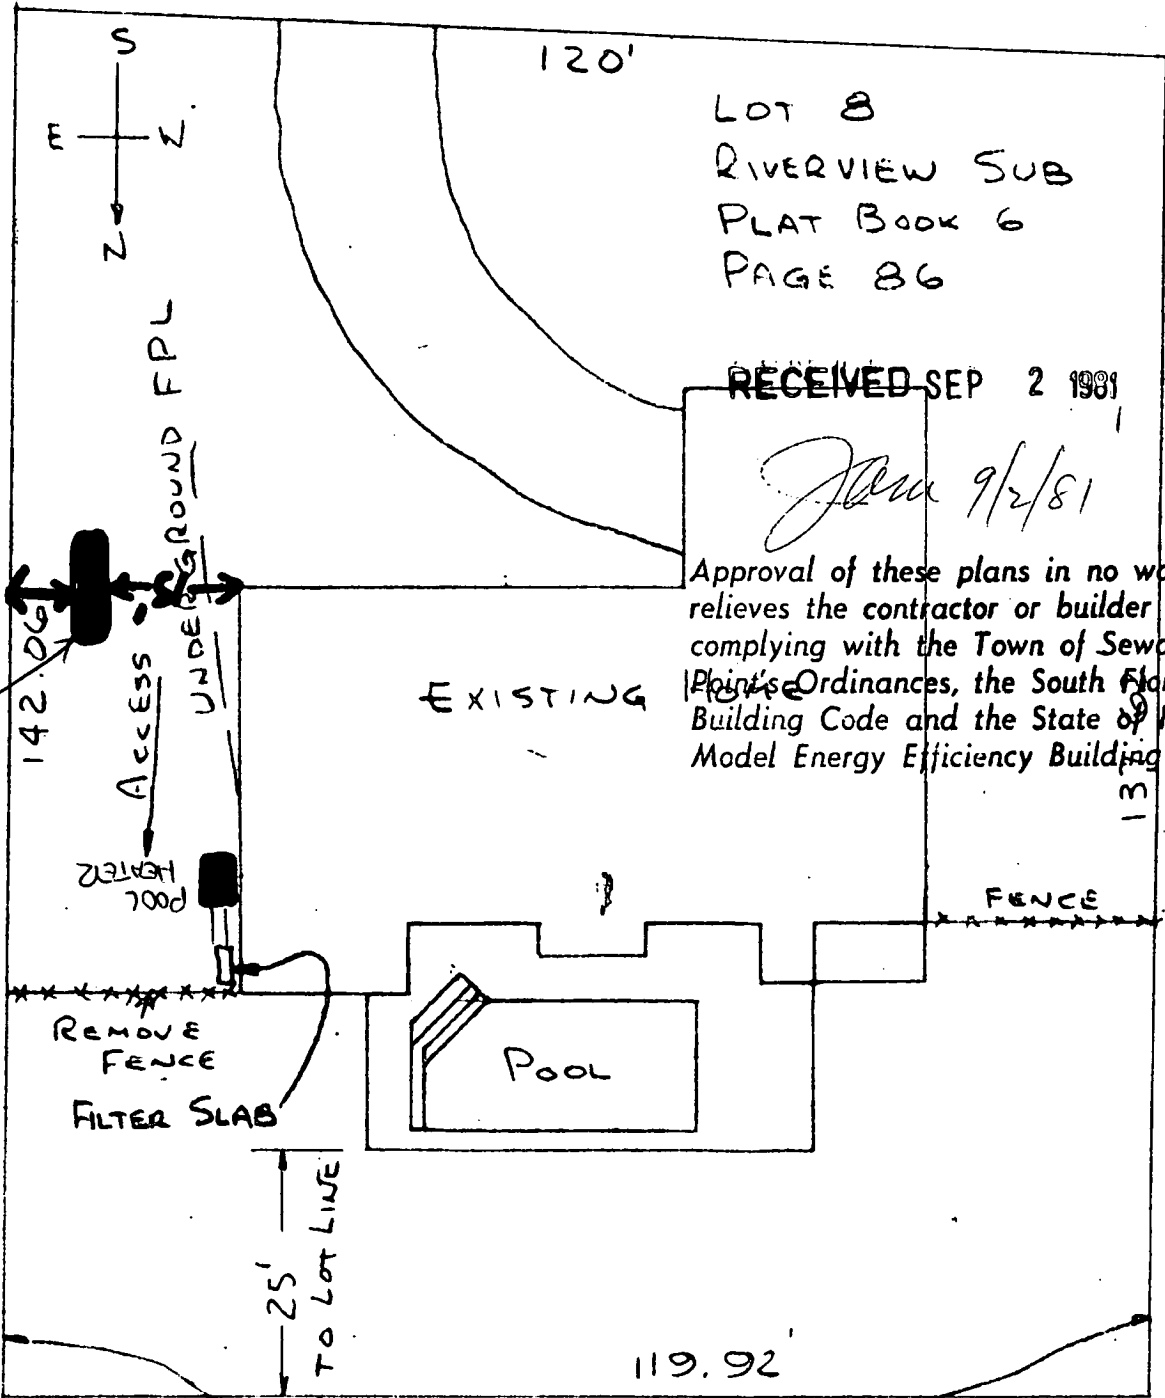 S
120'
E
W.
N
LOT 8
RIVERVIEW SUB
PLAT BOOK 6
PAGE 86
RECEIVED SEP 2 1981
9/2/81
UNDERGROUND FPL
Approval of these plans in no
relieves the contractor or builder
complying with the Town of
Point's Ordinances, the South
Building Code and the State of
Model Energy Efficiency Building
142.06
ACCESS
EXISTING HOME
POOL
HEATER
FENCE
REMOVE
FENCE
POOL
FILTER SLAB
25'
TO LOT LINE
119.92'